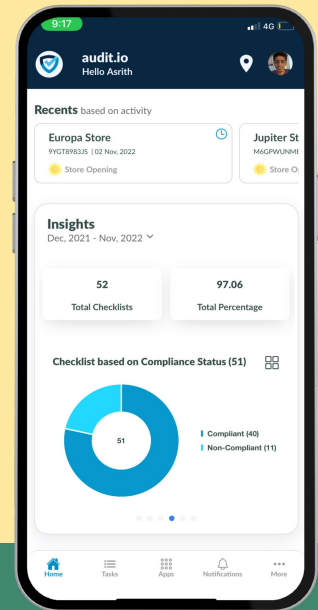 9:17
4G
audit.io
Hello Asrith
Recents based on activity
Europa Store
9YGT8983JS | 02 Nov, 2022
Store Opening
Jupiter St
M6GPWUNME
Store O
Insights
Dec, 2021 - Nov, 2022
52
Total Checklists
97.06
Total Percentage
Checklist based on Compliance Status (51)
51
Compliant (40)
Non-Compliant (11)
Home
Tasks
Apps
Notifications
More